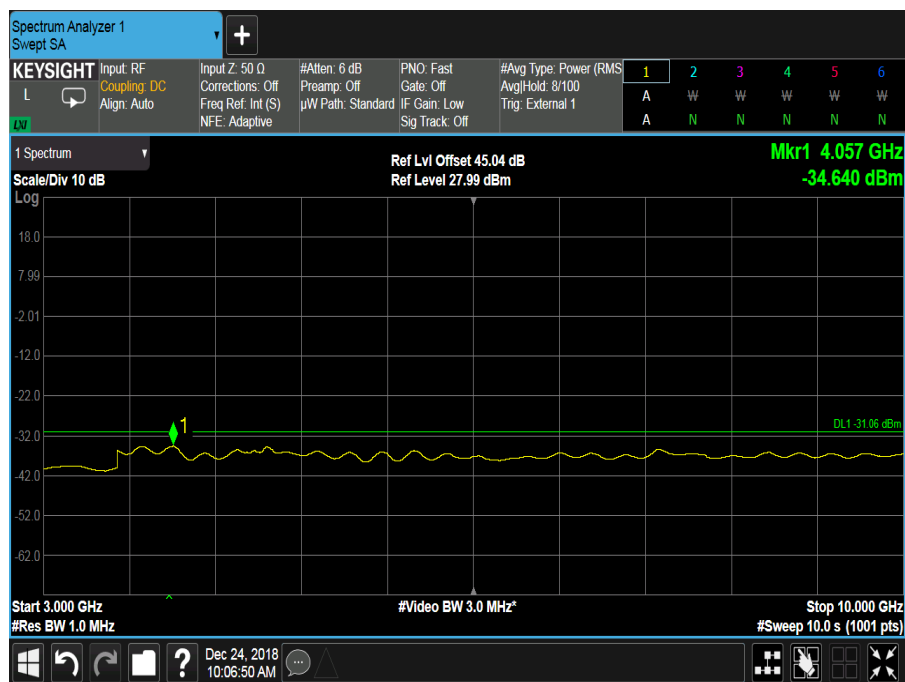 Spectrum Analyzer 1
Swept SA
+
KEYSIGHT Input: RF Input Z: 50 Ω #Atten: 6 dB PNO: Fast #Avg Type: Power (RMS 1 2 3 4 5 6
L Coupling: DC Corrections: Off Preamp: Off Gate: Off Avg|Hold: 8/100 A W W W W W
Align: Auto Freq Ref: Int (S) µW Path: Standard IF Gain: Low Trig: External 1
LXI NFE: Adaptive Sig Track: Off A N N N N N
1 Spectrum Ref Lvl Offset 45.04 dB Mkr1 4.057 GHz
Scale/Div 10 dB Ref Level 27.99 dBm -34.640 dBm
Log
18.0
7.99
-2.01
-12.0
-22.0
1
DL1 -31.06 dBm
-32.0
-42.0
-52.0
-62.0
Start 3.000 GHz #Video BW 3.0 MHz* Stop 10.000 GHz
#Res BW 1.0 MHz #Sweep 10.0 s (1001 pts)
? Dec 24, 2018
10:06:50 AM